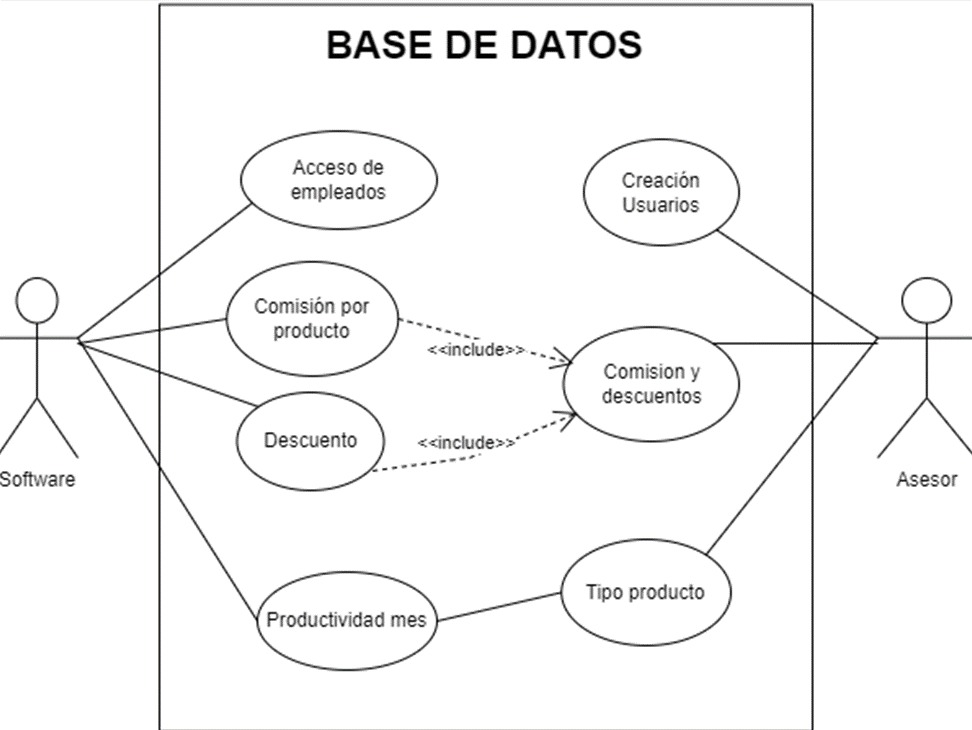 BASE DE DATOS
Acceso de
empleados
Creación
Usuarios
Comisión por
producto
<<include>>
Comision y
descuentos
Descuento
<<include>>
Software
Asesor
Tipo producto
Productividad mes